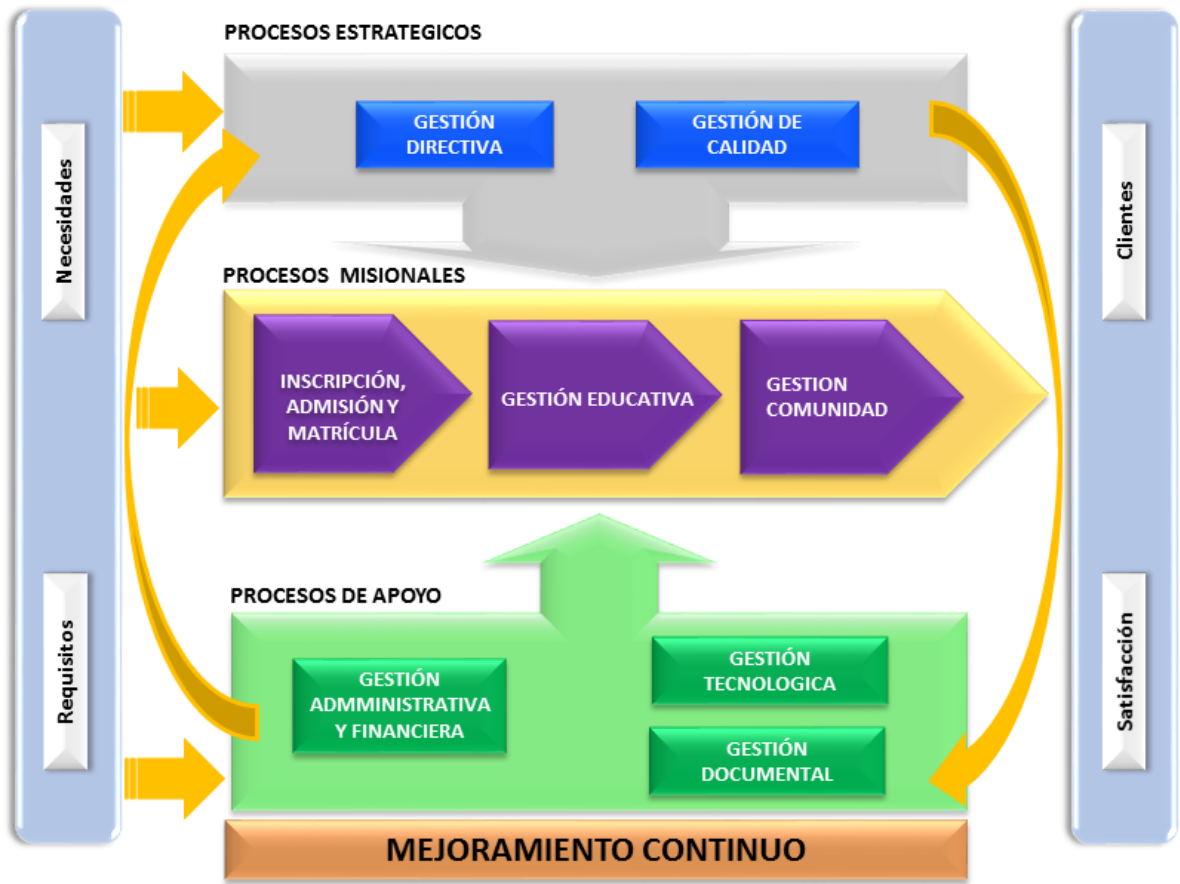 PROCESOS ESTRATEGICOS
GESTIÓN
DIRECTIVA
GESTIÓN DE
CALIDAD
Necesidades
Clientes
PROCESOS MISIONALES
INSCRIPCIÓN,
ADMISIÓN Y
MATRÍCULA
GESTIÓN EDUCATIVA
GESTION
COMUNIDAD
PROCESOS DE APOYO
Requisitos
Satisfacción
GESTIÓN
ADMMINISTRATIVA
Y FINANCIERA
GESTIÓN
TECNOLOGICA
GESTIÓN
DOCUMENTAL
MEJORAMIENTO CONTINUO